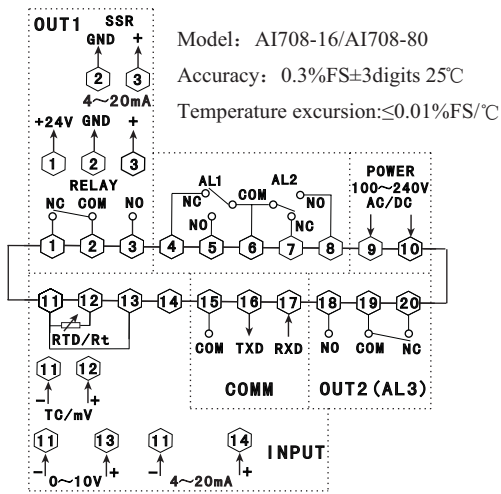 OUT1 SSR
GND +
2 3
4～20mA
+24V GND +
1 2 3
RELAY
NC COM NO
Model: AI708-16/AI708-80
Accuracy: 0.3%FS±3digits 25℃
Temperature excursion:≤0.01%FS/℃
AL1 COM AL2
NC NO
NO NC
POWER
100～240V
AC/DC
1 2 3 4 5 6 7 8 9 10
11 12 13 14 15 16 17 18 19 20
RTD/Rt
COM TXD RXD
NO COM NC
COMM
OUT2(AL3)
11 12
- +
TC/mV
11 13 11 14
INPUT
- + - +
0～10V 4～20mA